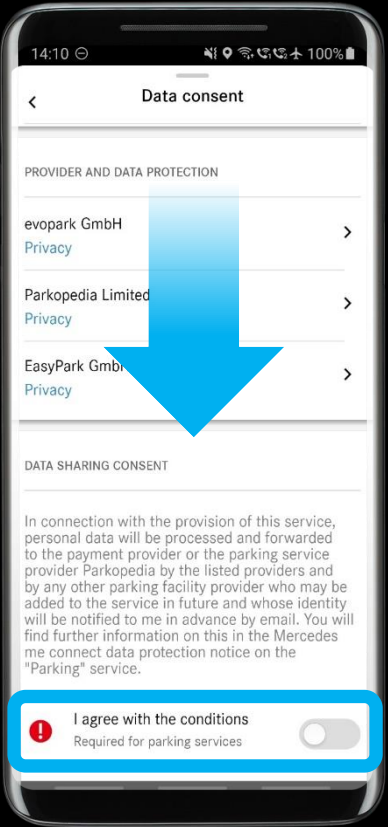 14:10 100%
Data consent
PROVIDER AND DATA PROTECTION
evopark GmbH
Privacy
Parkopedia Limited
Privacy
EasyPark
Privacy
DATA SHARING CONSENT
In connection with the provision of this service,
personal data will be processed and forwarded
to the payment provider or the parking service
provider Parkopedia by the listed providers and
by any other parking facility provider who may be
added to the service in future and whose identity
will be notified to me in advance by email. You will
find further information on this in the Mercedes
me connect data protection notice on the
"Parking" service.
I agree with the conditions
Required for parking services